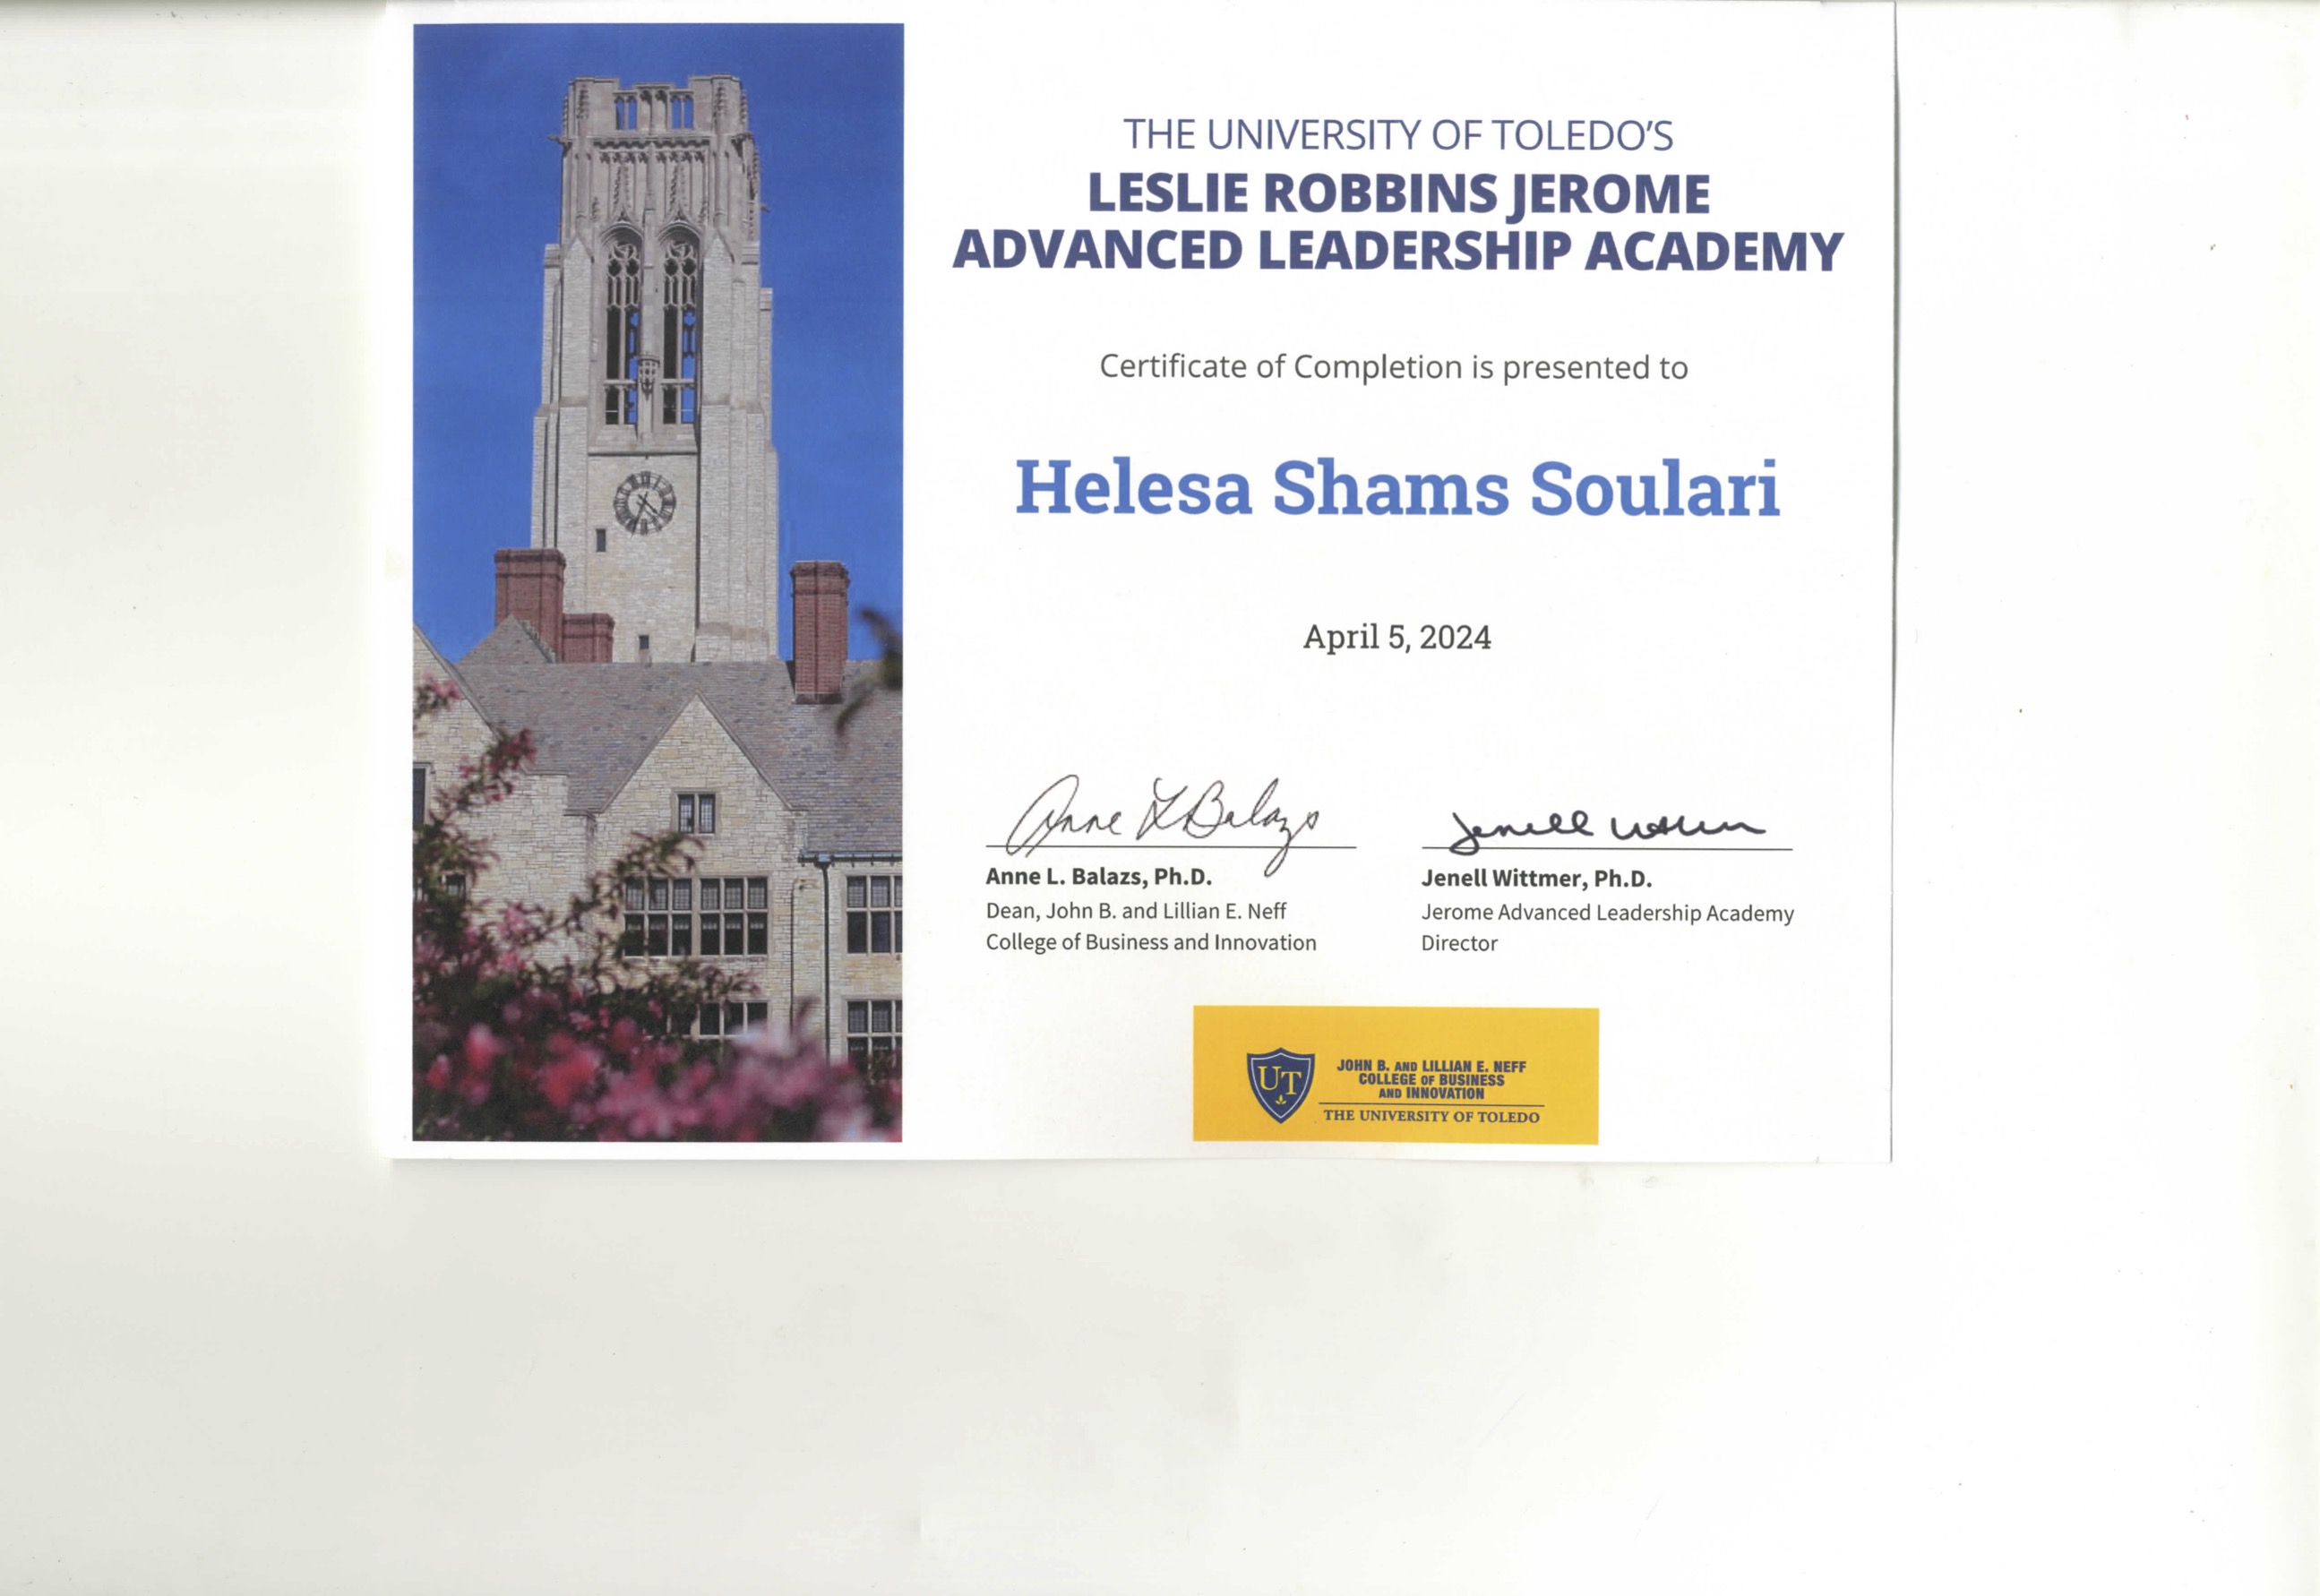 THE UNIVERSITY OF TOLEDO'S
LESLIE ROBBINS JEROME
ADVANCED LEADERSHIP ACADEMY
Certificate of Completion is presented to
Helesa Shams Soulari
April 5, 2024
Anne L Balazs
Anne L. Balazs, Ph.D.
Dean, John B. and Lillian E. Neff
College of Business and Innovation
Jenell Wittmer
Jenell Wittmer, Ph.D.
Jerome Advanced Leadership Academy
Director
UT
JOHN B. AND LILLIAN E. NEFF
COLLEGE OF BUSINESS
AND INNOVATION
THE UNIVERSITY OF TOLEDO